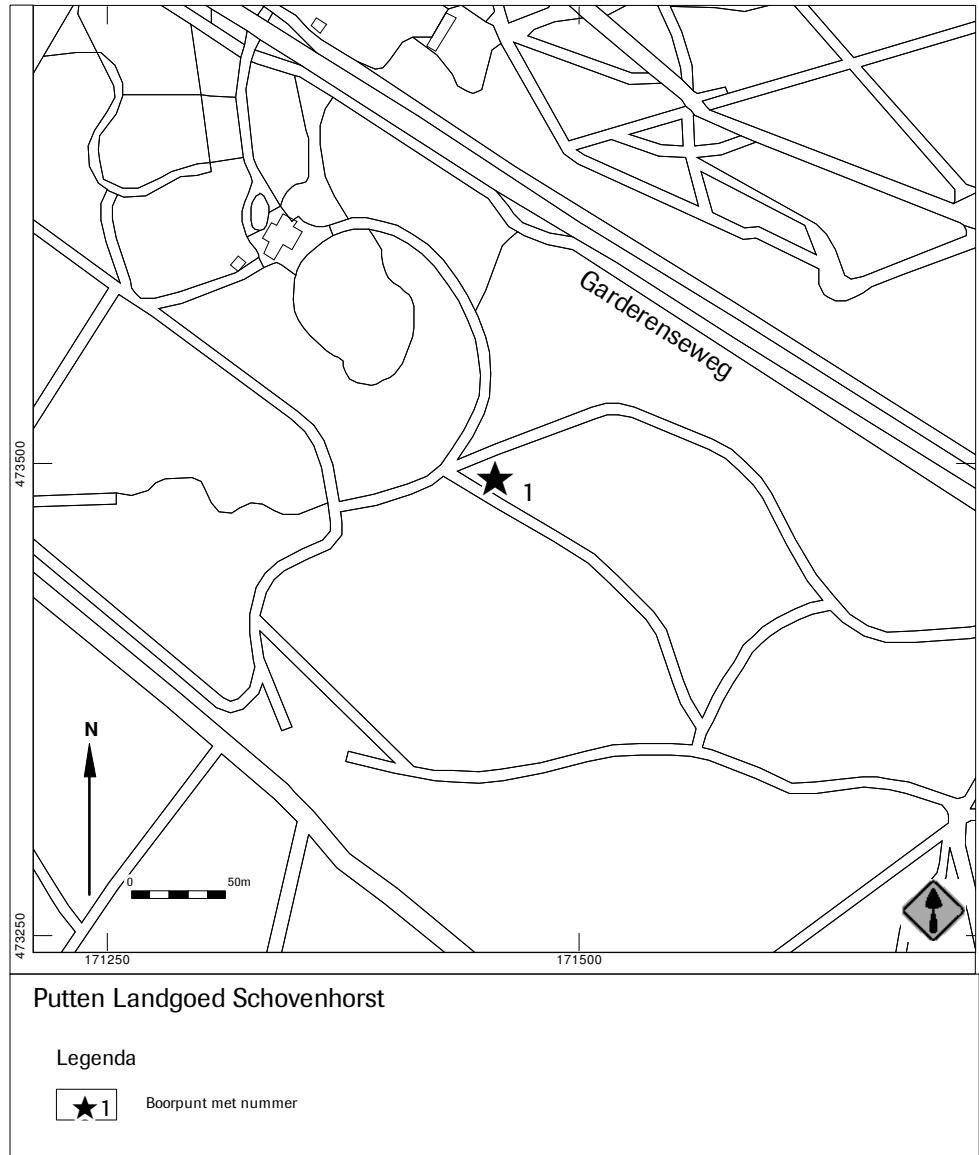 Garderenseweg
473500
1
N
0 50m
473250
171250 171500
Putten Landgoed Schovenhorst
Legenda
1 Boorpunt met nummer